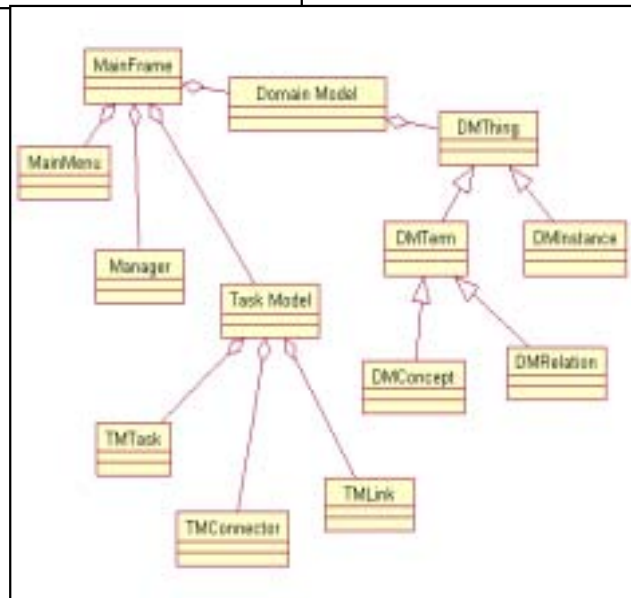 MainFrame
Domain Model
DMThing
MainMenu
DMTerm
DMInstance
Manager
Task Model
DMConcept
DMRelation
TMTask
TMLink
TMConnector